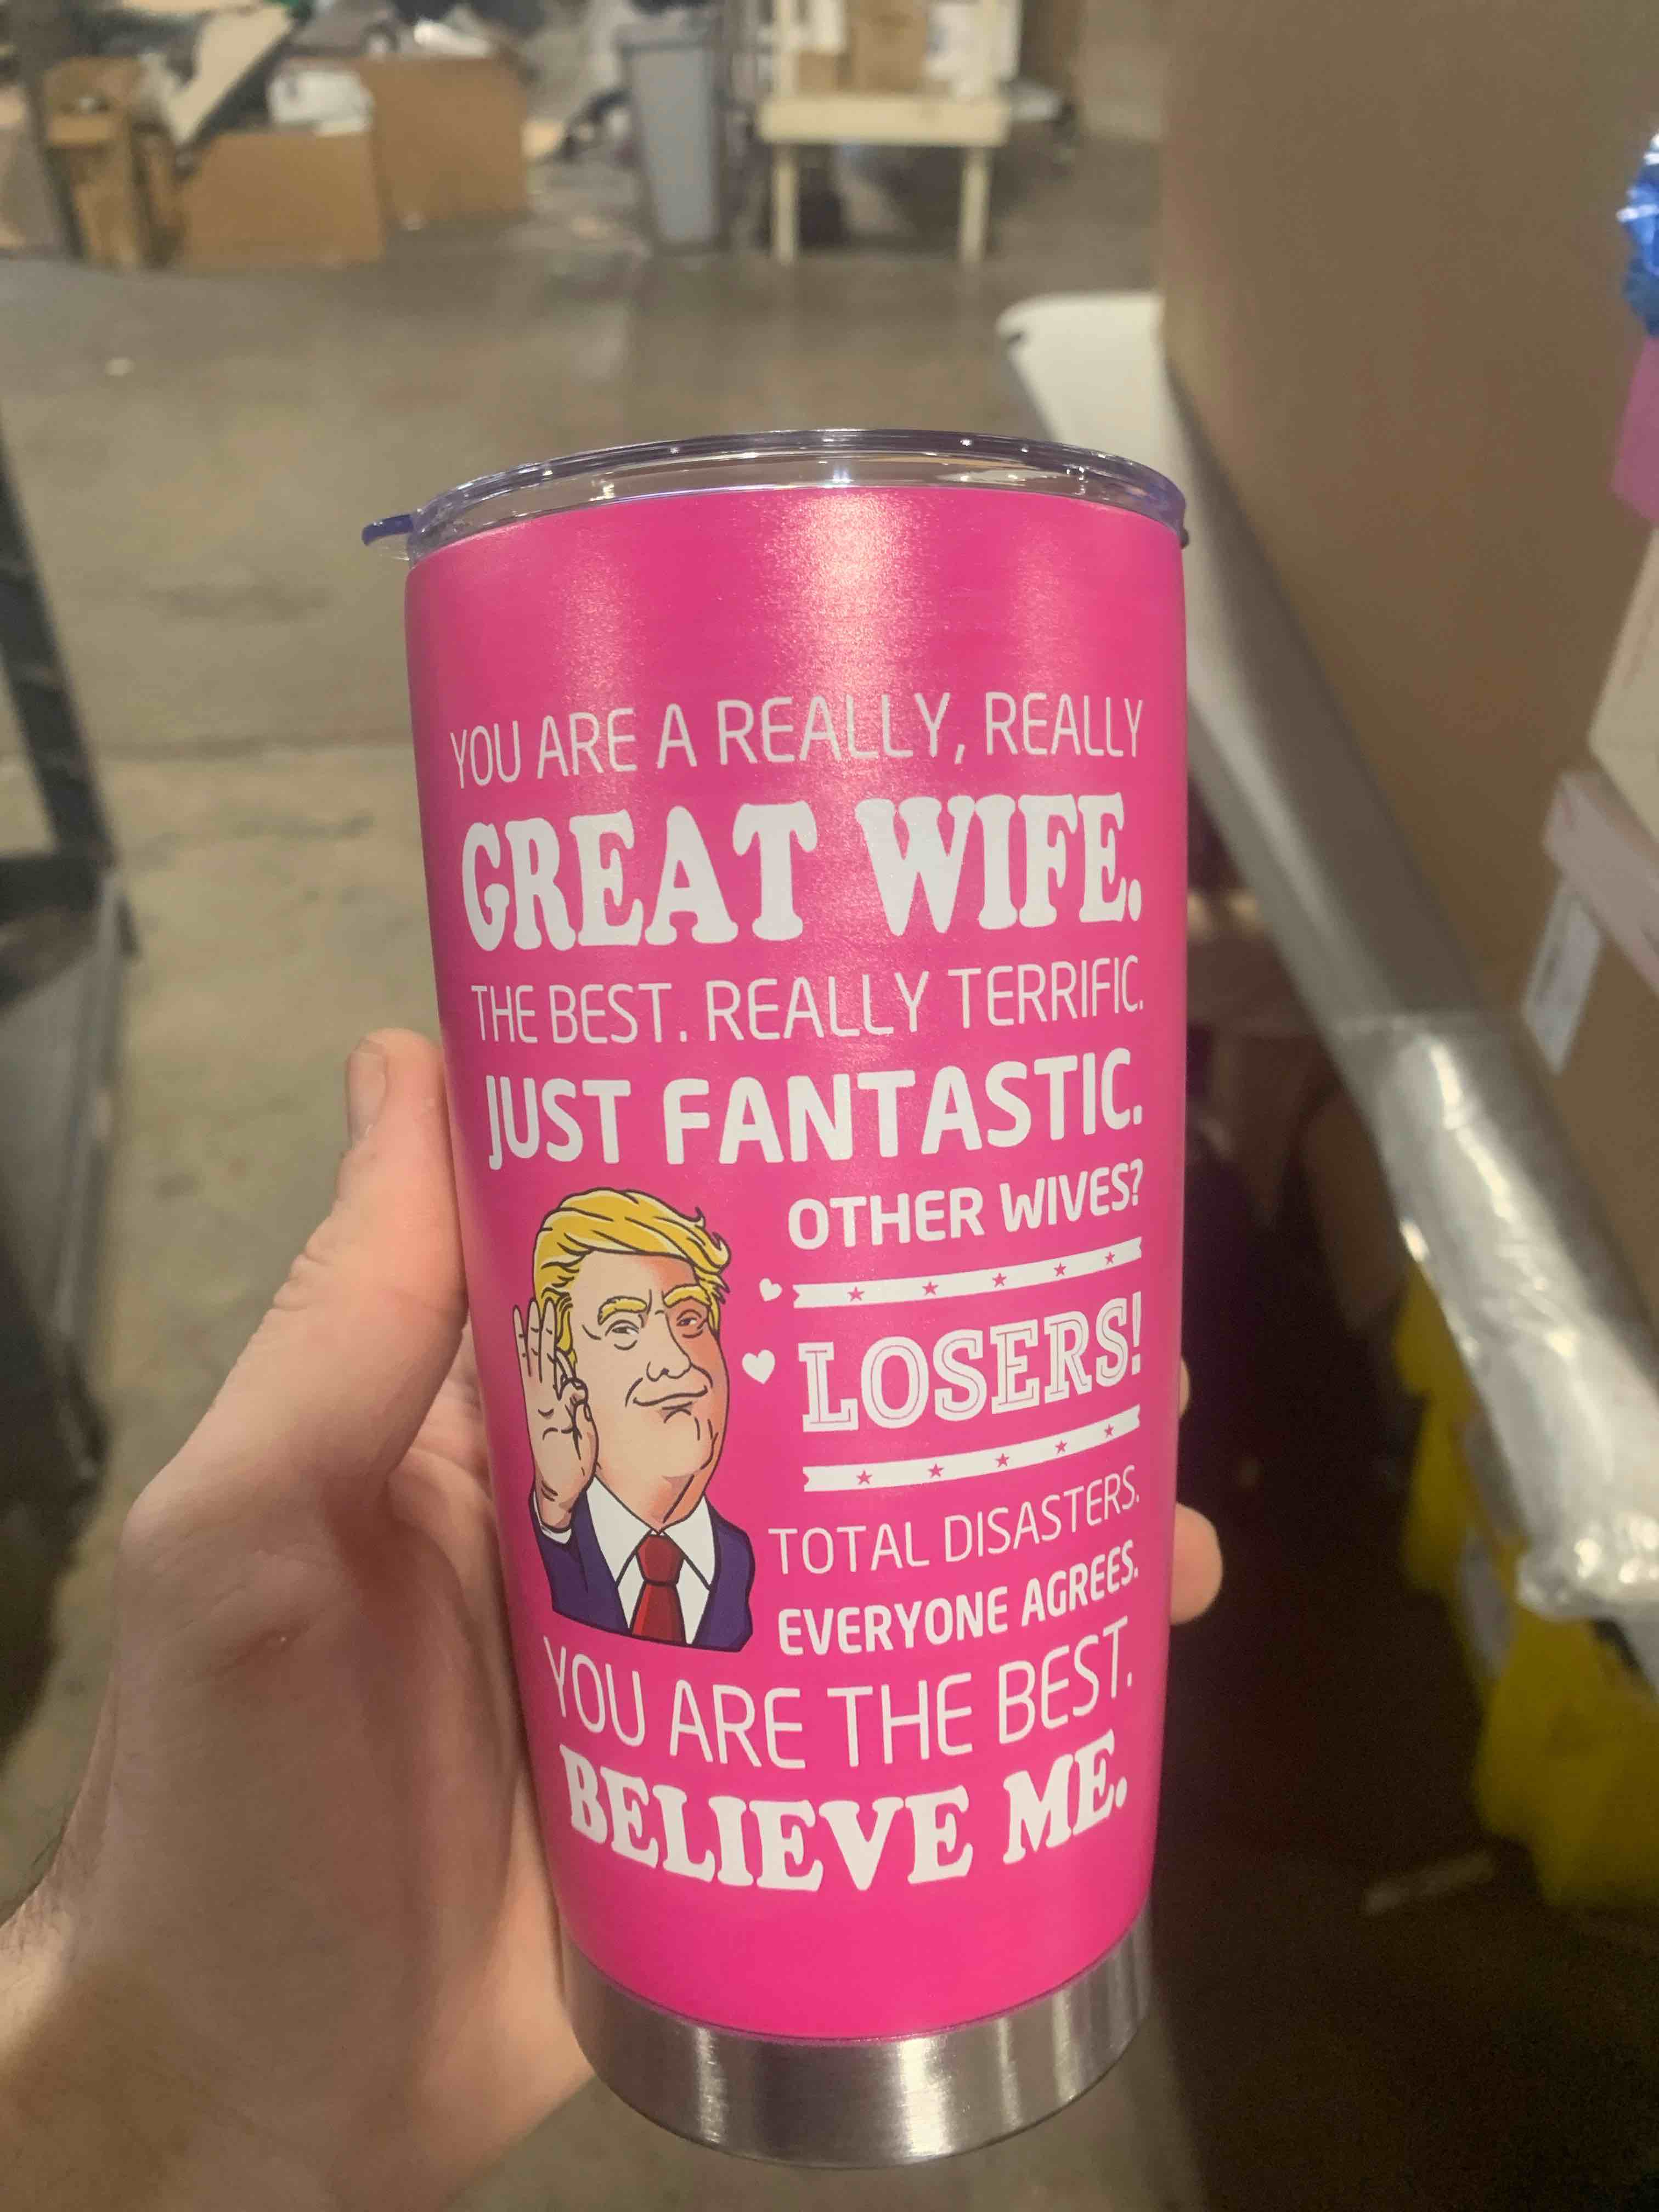 YOU ARE A REALLY, REALLY
GREAT WIFE.
THE BEST. REALLY TERRIFIC.
JUST FANTASTIC.
OTHER WIVES?
LOSERS!
TOTAL DISASTERS.
EVERYONE AGREES.
YOU ARE THE BEST.
BELIEVE ME.